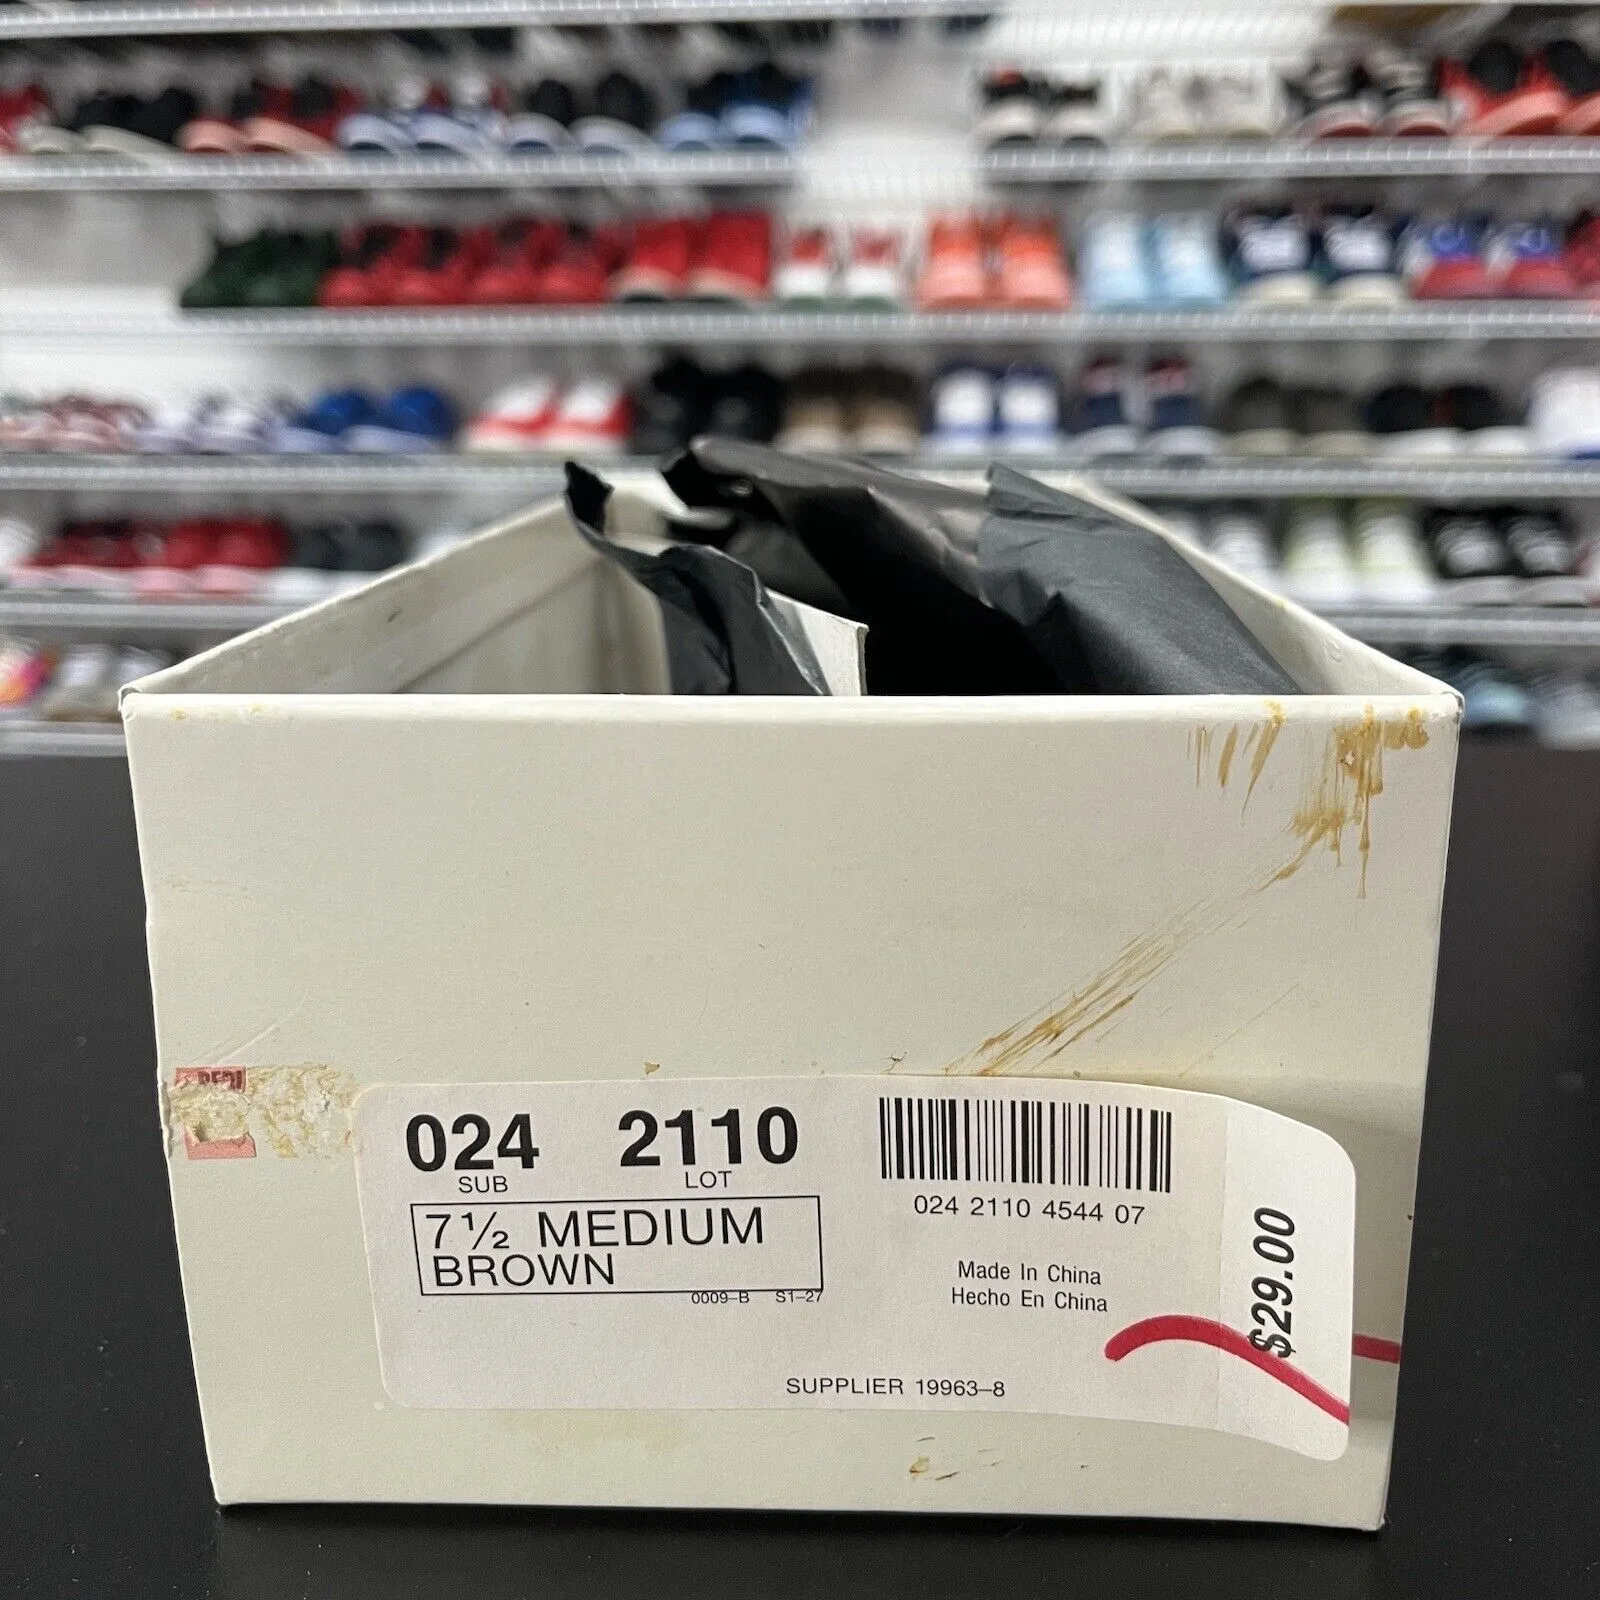 024 2110
SUB LOT
7½ MEDIUM
BROWN
0009-B S1-27
024 2110 4544 07
Made In China
Hecho En China
SUPPLIER 19963-8
$29.00